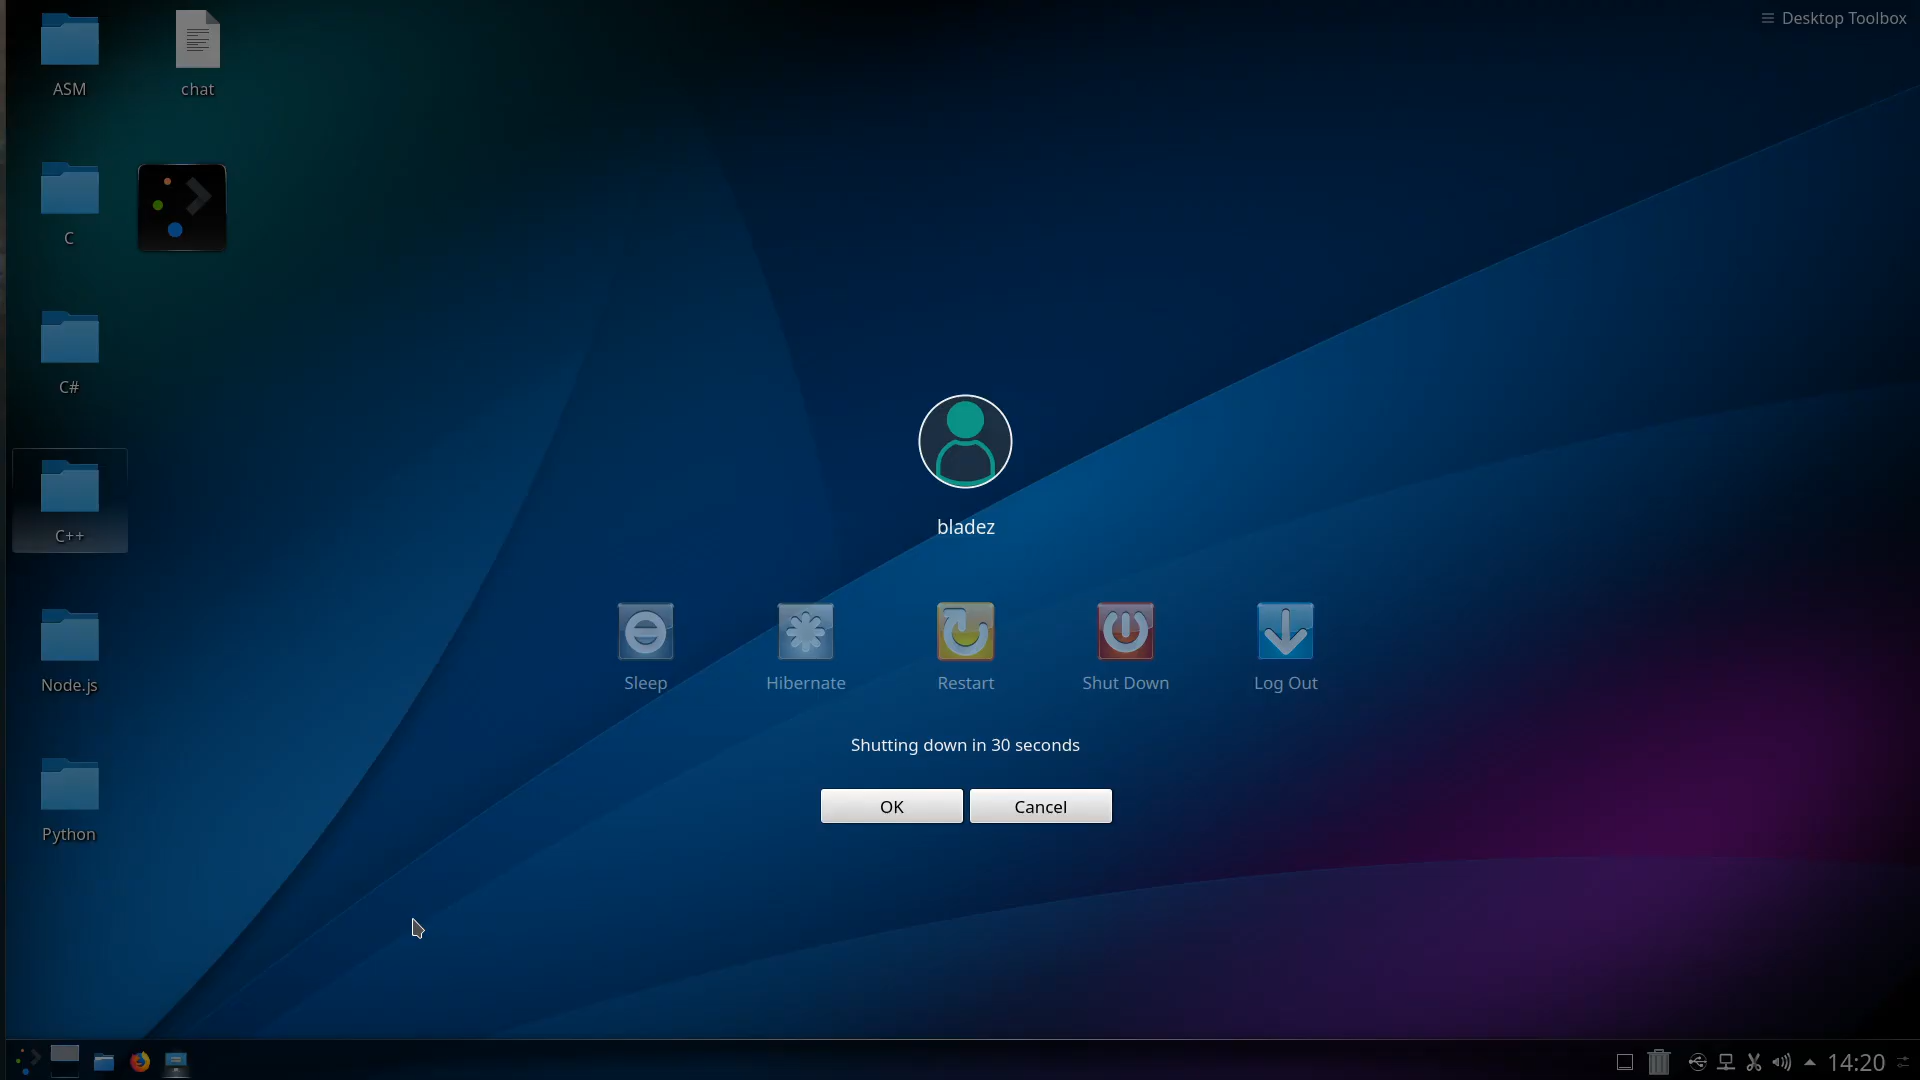 Desktop Toolbox
ASM
chat
C
C#
C++
Node.js
Python
bladez
Sleep
Hibernate
Restart
Shut Down
Log Out
Shutting down in 30 seconds
OK
Cancel
14:20